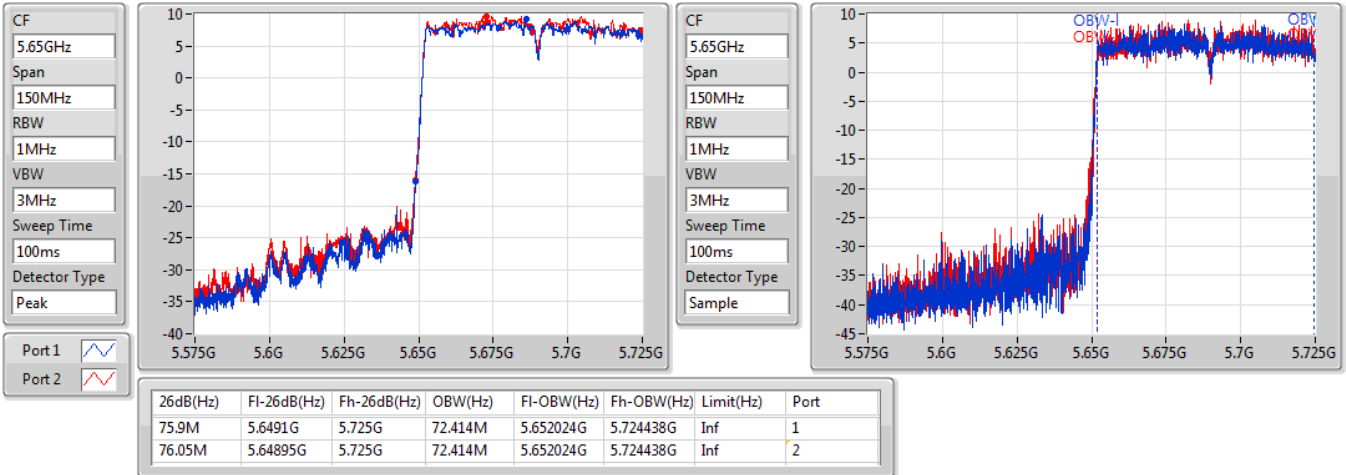 CF
5.65GHz
Span
150MHz
RBW
1MHz
VBW
3MHz
Sweep Time
100ms
Detector Type
Peak
Port 1
Port 2
10
5
0
-5
-10
-15
-20
-25
-30
-35
-40
5.575G 5.6G 5.625G 5.65G 5.675G 5.7G 5.725G
CF
5.65GHz
Span
150MHz
RBW
1MHz
VBW
3MHz
Sweep Time
100ms
Detector Type
Sample
10
5
0
-5
-10
-15
-20
-25
-30
-35
-40
-45
OBW-l OBW
OBW
5.575G 5.6G 5.625G 5.65G 5.675G 5.7G 5.725G
26dB(Hz) Fl-26dB(Hz) Fh-26dB(Hz) OBW(Hz) Fl-OBW(Hz) Fh-OBW(Hz) Limit(Hz) Port
75.9M 5.6491G 5.725G 72.414M 5.652024G 5.724438G Inf 1
76.05M 5.64895G 5.725G 72.414M 5.652024G 5.724438G Inf 2